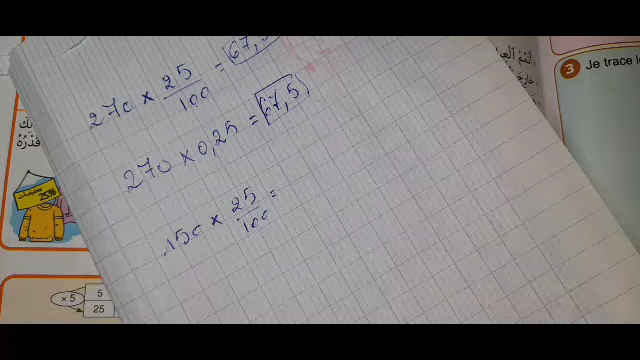 270 × 25/100 = 67,5
270 × 0,25 = 67,5
150 × 25/100 =
3 Je trace
25%
× 5
5
25